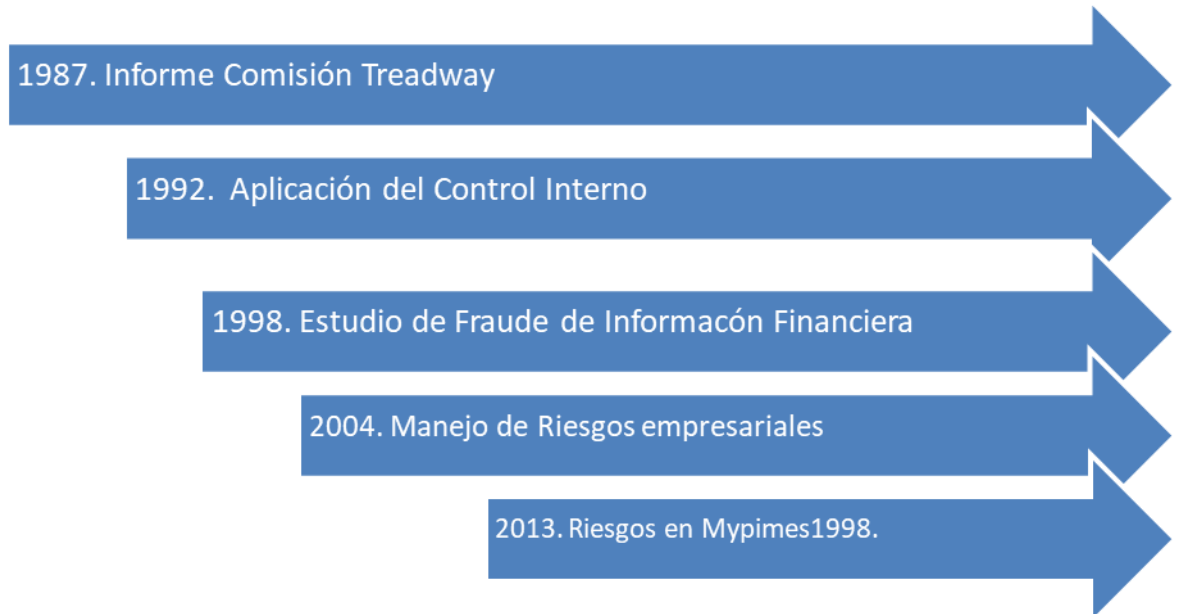 1987. Informe Comisión Treadway
1992. Aplicación del Control Interno
1998. Estudio de Fraude de Informacón Financiera
2004. Manejo de Riesgos empresariales
2013. Riesgos en Mypimes1998.